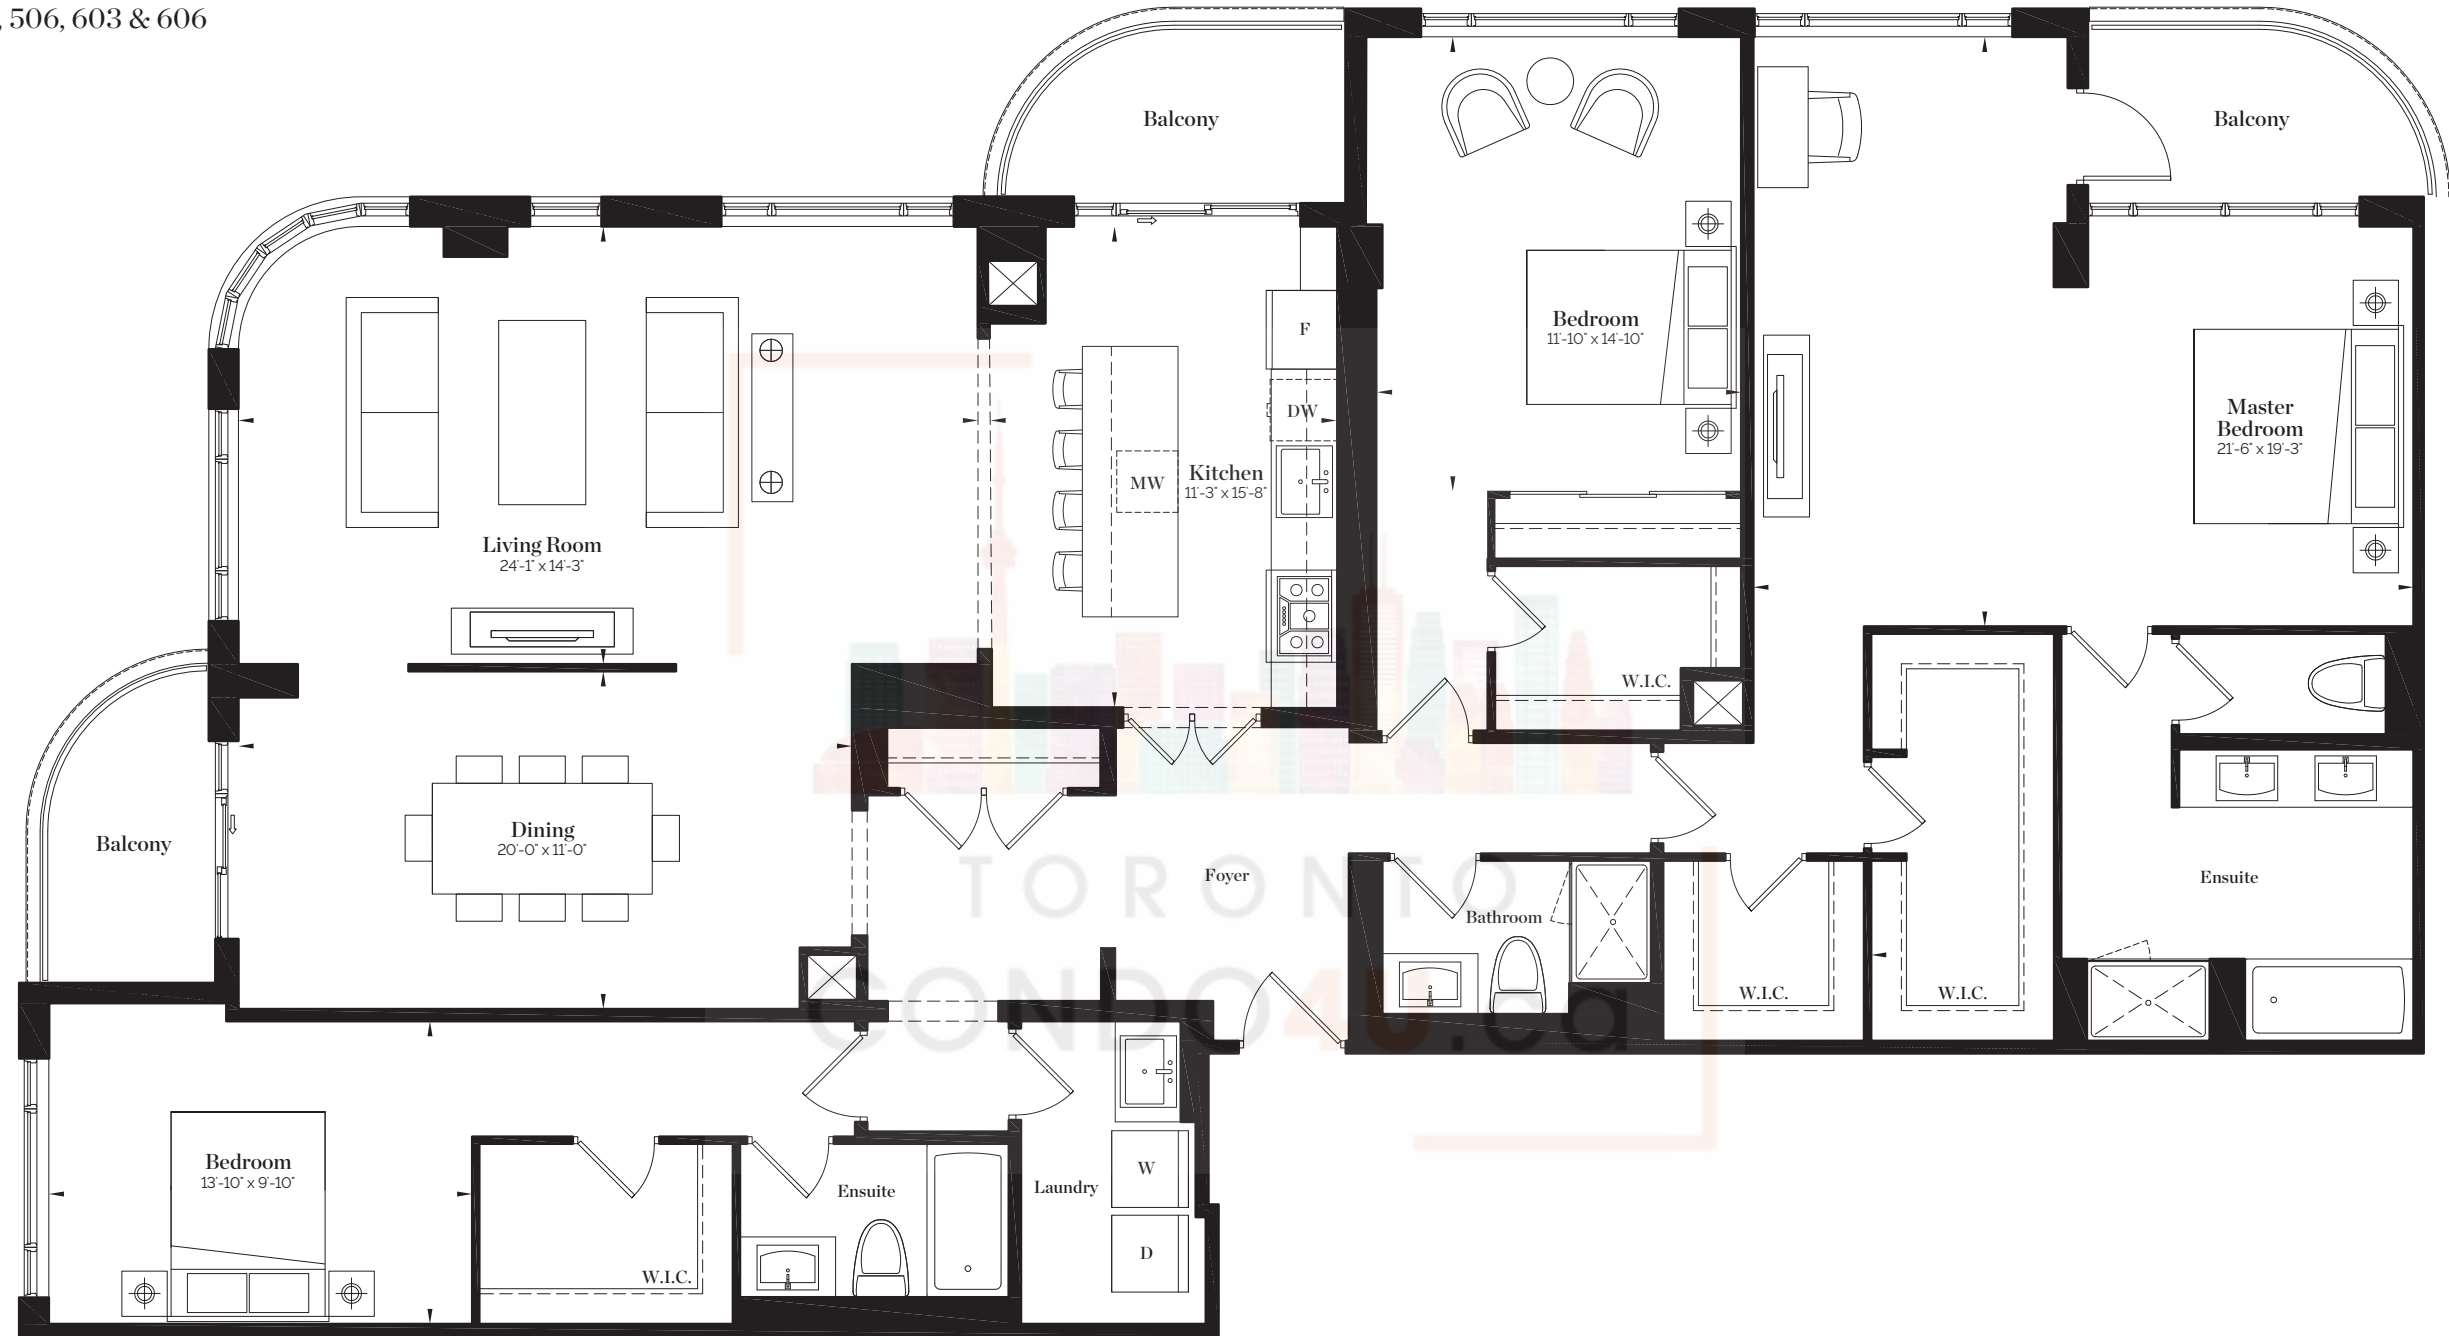 , 506, 603 & 606
Balcony
Balcony
Bedroom
11'-10" x 14'-10"
F
DW
MW
Kitchen
11'-3" x 15'-8"
Master
Bedroom
21'-6" x 19'-3"
Living Room
24'-1" x 14'-3"
W.I.C.
Balcony
Dining
20'-0" x 11'-0"
Foyer
Bathroom
Ensuite
W.I.C.
W.I.C.
TORONTO
CONDO4U.ca
Bedroom
13'-10" x 9'-10"
W.I.C.
Ensuite
Laundry
W
D